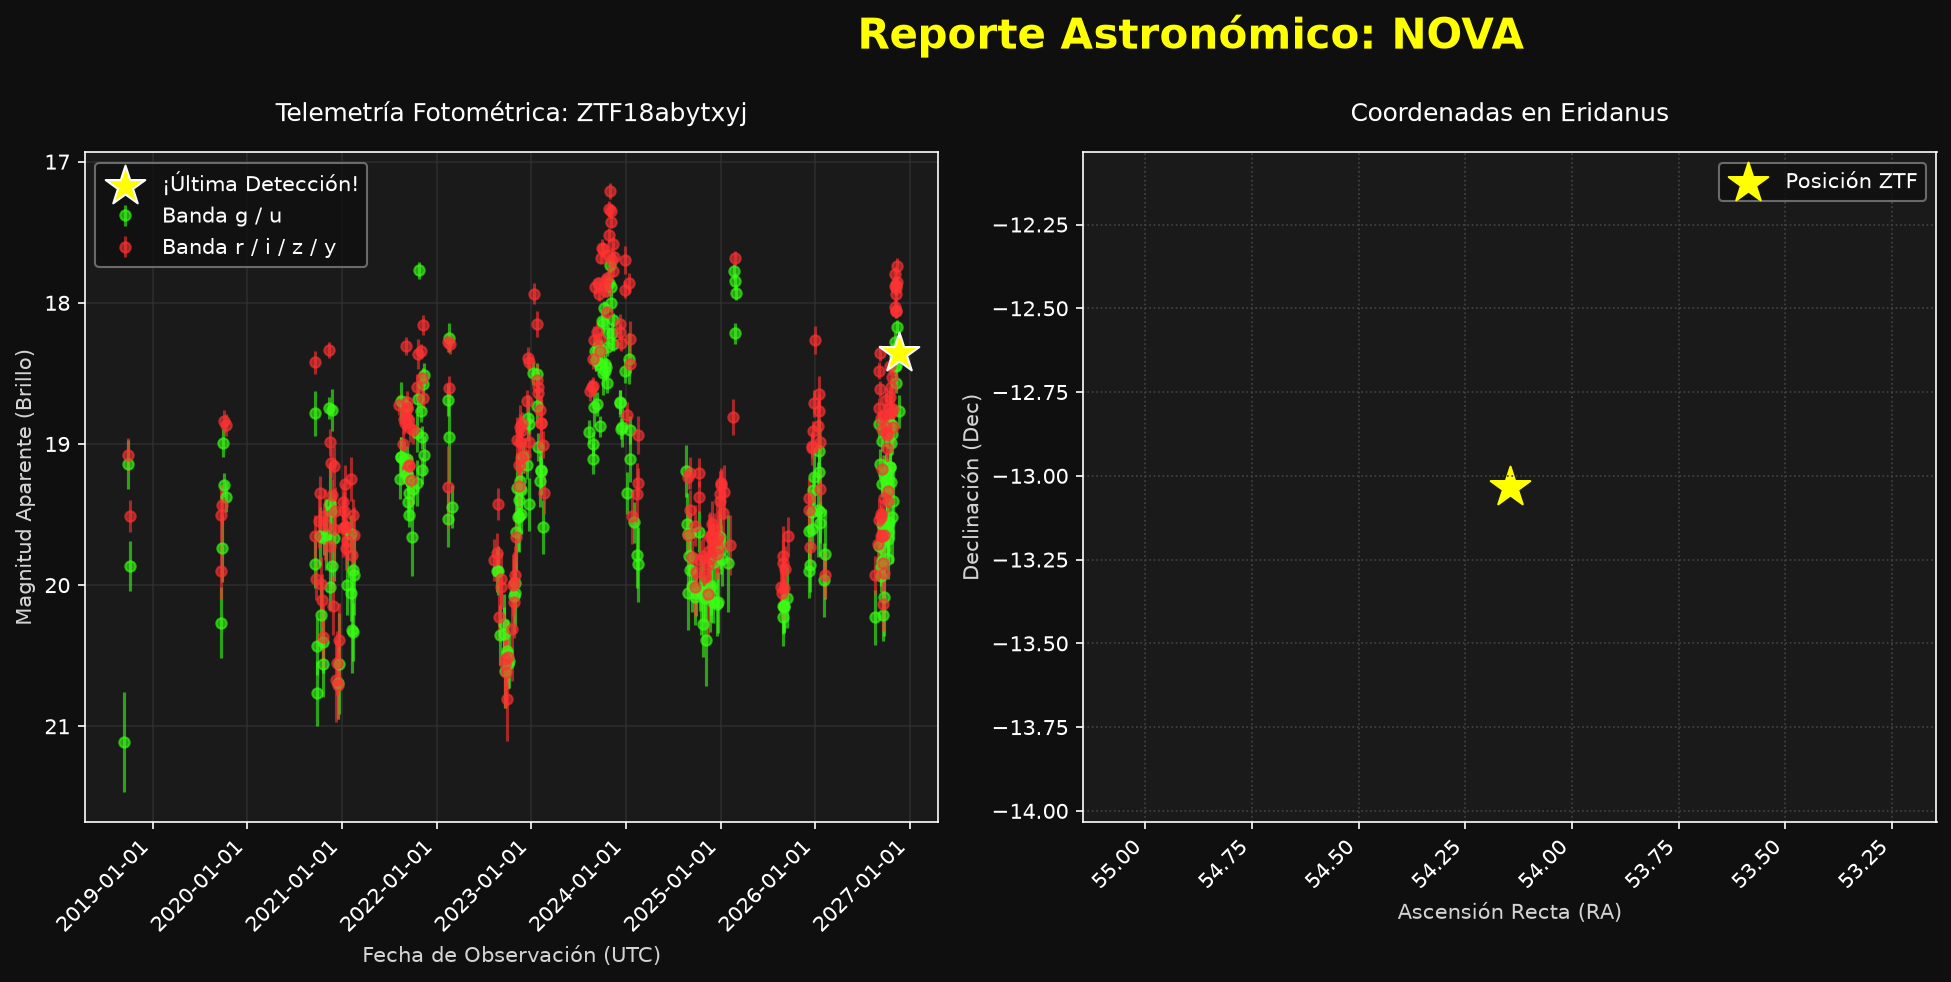 Reporte Astronómico: NOVA
Telemetría Fotométrica: ZTF18abytxyj
¡Última Detección!
Banda g / u
Banda r / i / z / y
Magnitud Aparente (Brillo)
17
18
19
20
21
2019-01-01
2020-01-01
2021-01-01
2022-01-01
2023-01-01
2024-01-01
2025-01-01
2026-01-01
2027-01-01
Fecha de Observación (UTC)
Coordenadas en Eridanus
Posición ZTF
Declinación (Dec)
−12.25
−12.50
−12.75
−13.00
−13.25
−13.50
−13.75
−14.00
55.00
54.75
54.50
54.25
54.00
53.75
53.50
53.25
Ascensión Recta (RA)